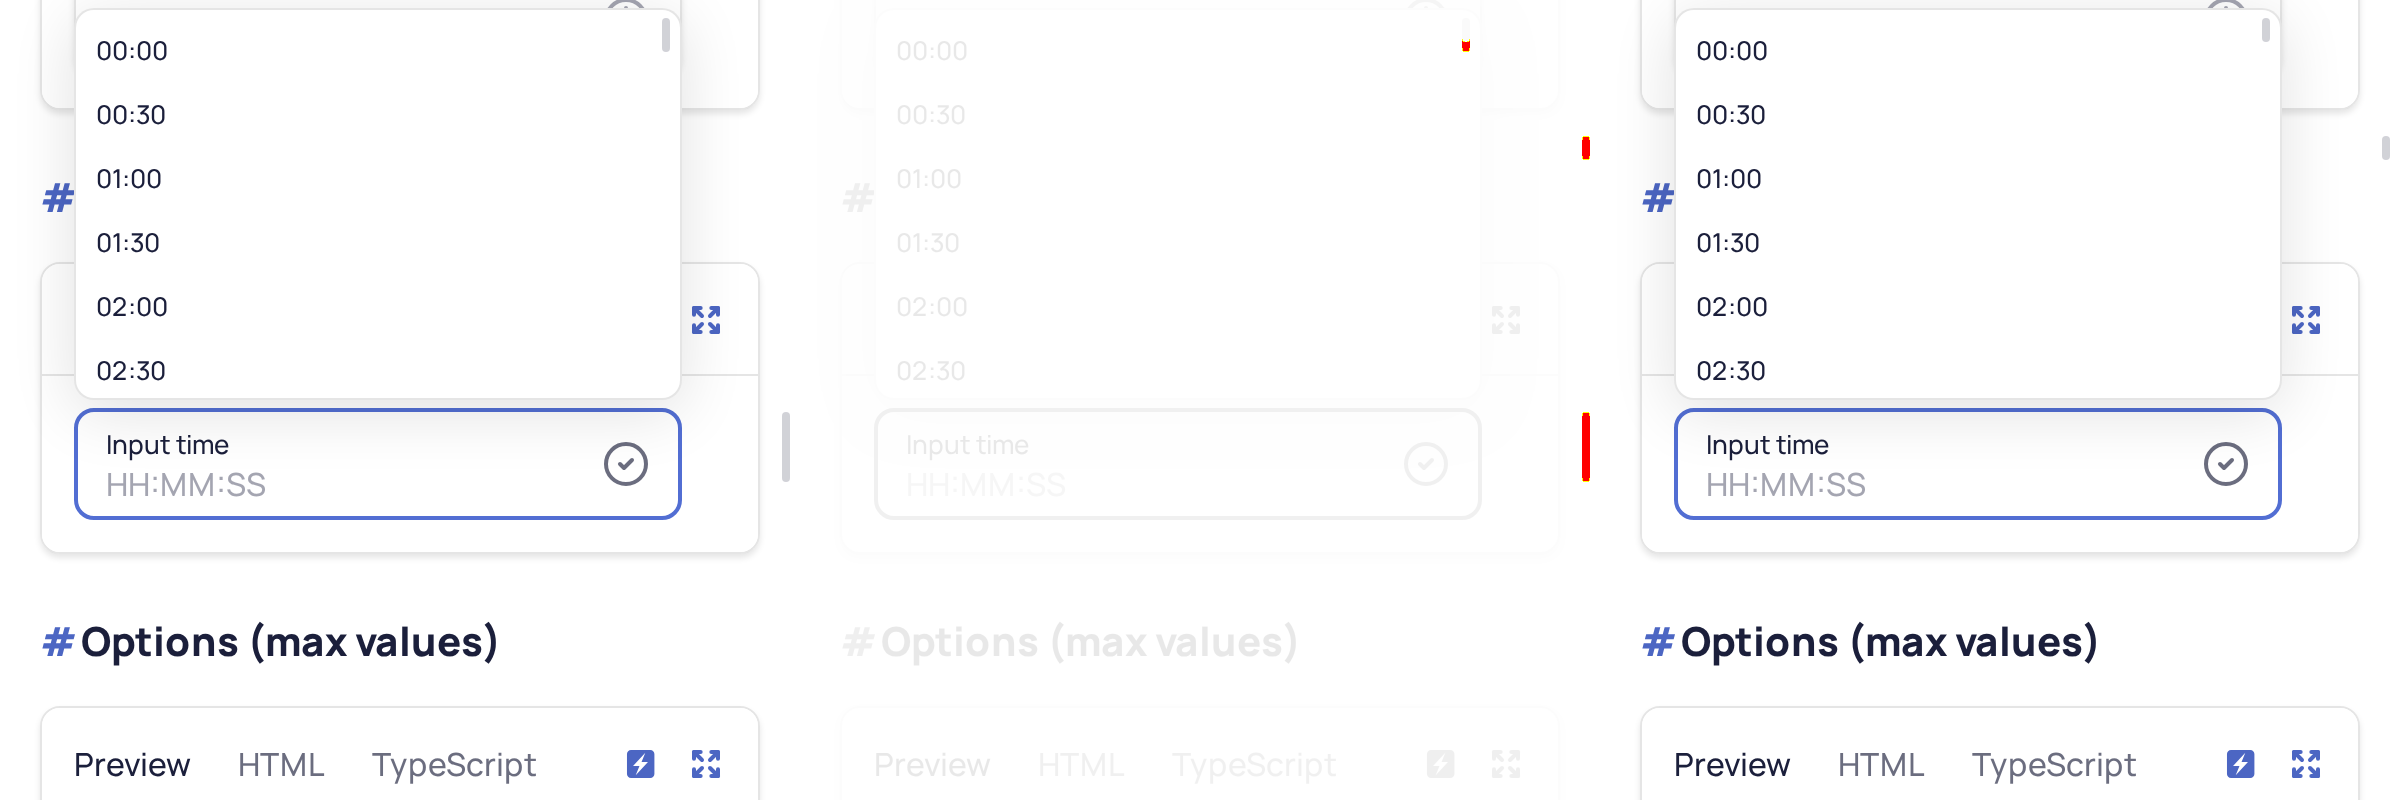 00:00
00:30
01:00
01:30
02:00
02:30
#
Input time
HH:MM:SS
# Options (max values)
Preview HTML TypeScript
00:00
00:30
01:00
01:30
02:00
02:30
#
Input time
HH:MM:SS
# Options (max values)
Preview HTML TypeScript
00:00
00:30
01:00
01:30
02:00
02:30
#
Input time
HH:MM:SS
# Options (max values)
Preview HTML TypeScript